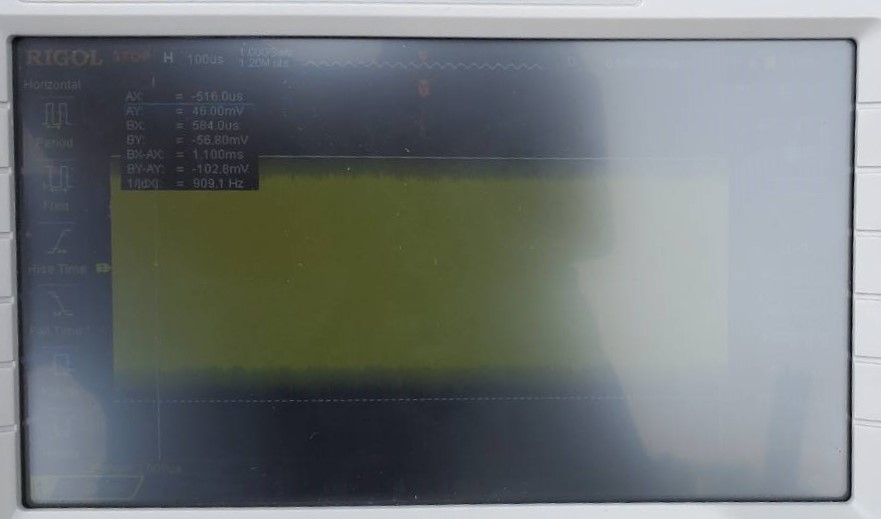 RIGOL STOP H 100us
Horizontal
Period
Freq
Rise Time
Fall Time
AX = -516.0us
AY = 46.00mV
BX = 584.0us
BY: = -56.80mV
BX-AX: = 1.100ms
BY-AY: = -102.8mV
1/|dX|: = 909.1 Hz